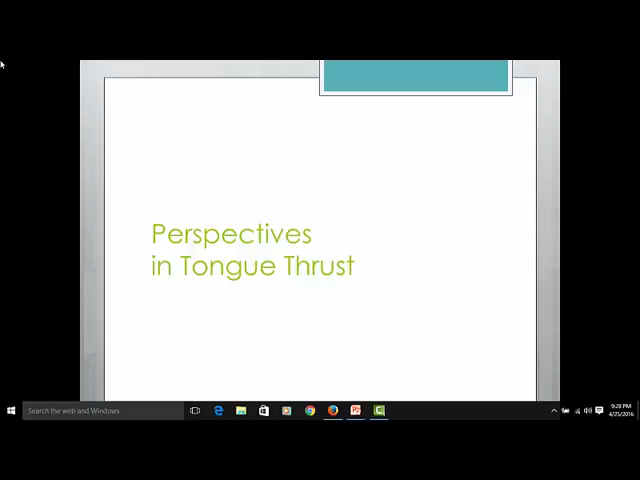 Perspectives
in Tongue Thrust
Search the web and Windows
9:28 PM
4/25/2016